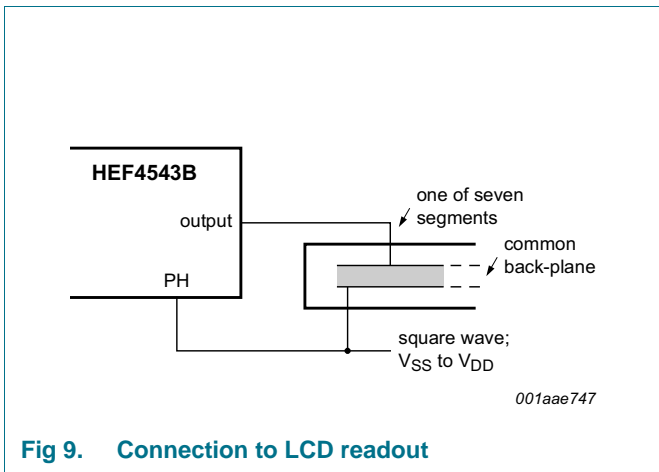 HEF4543B
output
PH
one of seven
segments
common
back-plane
square wave;
VSS to VDD
001aae747
Fig 9. Connection to LCD readout